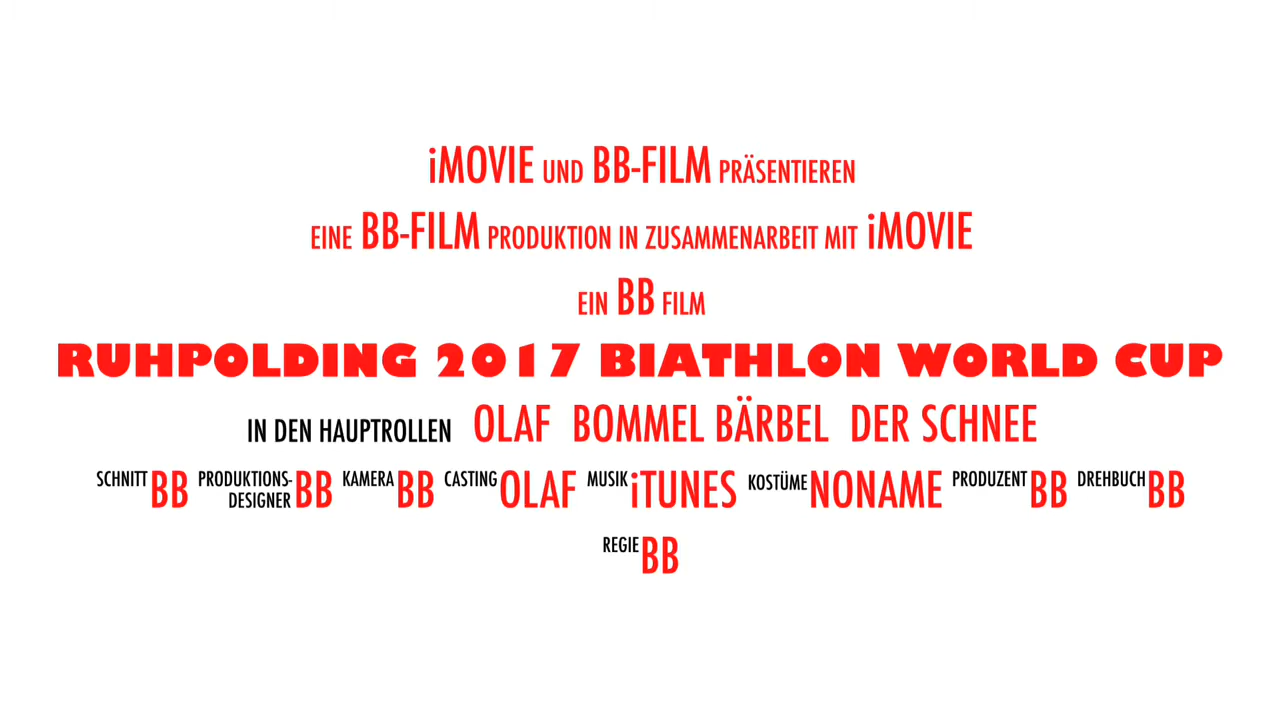 iMOVIE UND BB-FILM PRÄSENTIEREN
EINE BB-FILM PRODUKTION IN ZUSAMMENARBEIT MIT iMOVIE
EIN BB FILM
RUHPOLDING 2017 BIATHLON WORLD CUP
IN DEN HAUPTROLLEN OLAF BOMMEL BÄRBEL DER SCHNEE
SCHNITT BB PRODUKTIONS-DESIGNER BB KAMERA BB CASTING OLAF MUSIK iTUNES KOSTÜME NONAME PRODUZENT BB DREHBUCH BB
REGIE BB